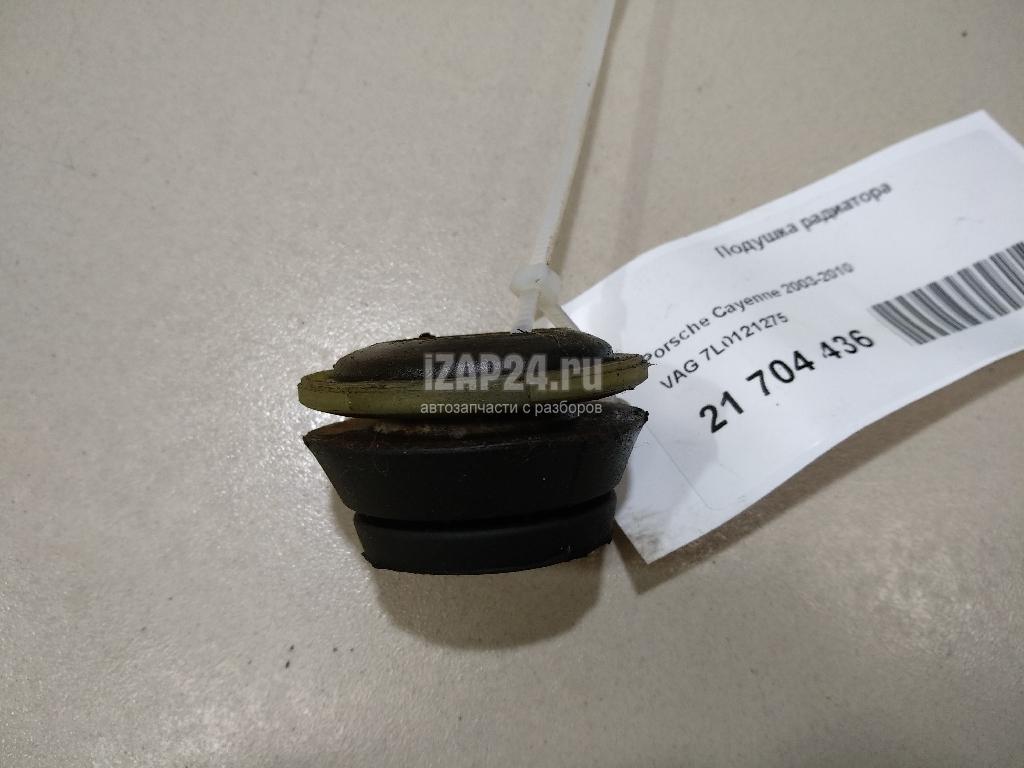 Подушка радиатора
Porsche Cayenne 2003-2010
VAG 7L0121275
21 704 436
iZAP24.ru
автозапчасти с разборов